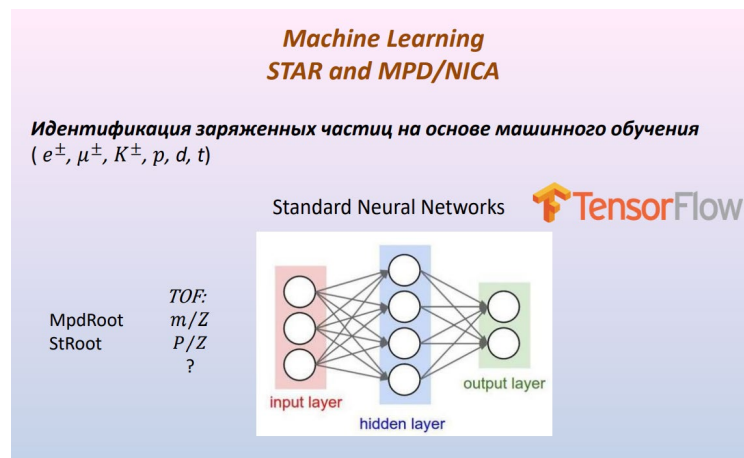 Machine Learning
STAR and MPD/NICA
Идентификация заряженных частиц на основе машинного обучения
( e±, μ±, K±, p, d, t)
Standard Neural Networks
TensorFlow
TOF:
MpdRoot m/Z
StRoot P/Z
?
input layer
hidden layer
output layer